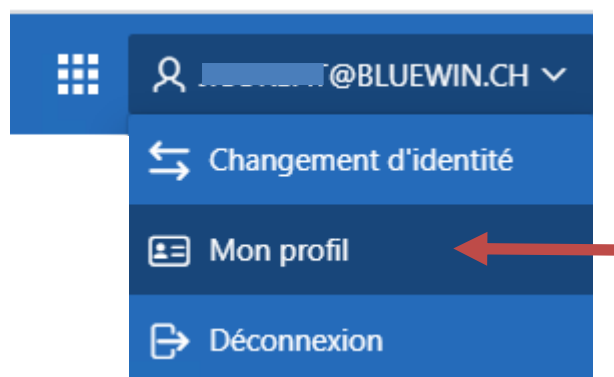 @BLUEWIN.CH
Changement d'identité
Mon profil
Déconnexion